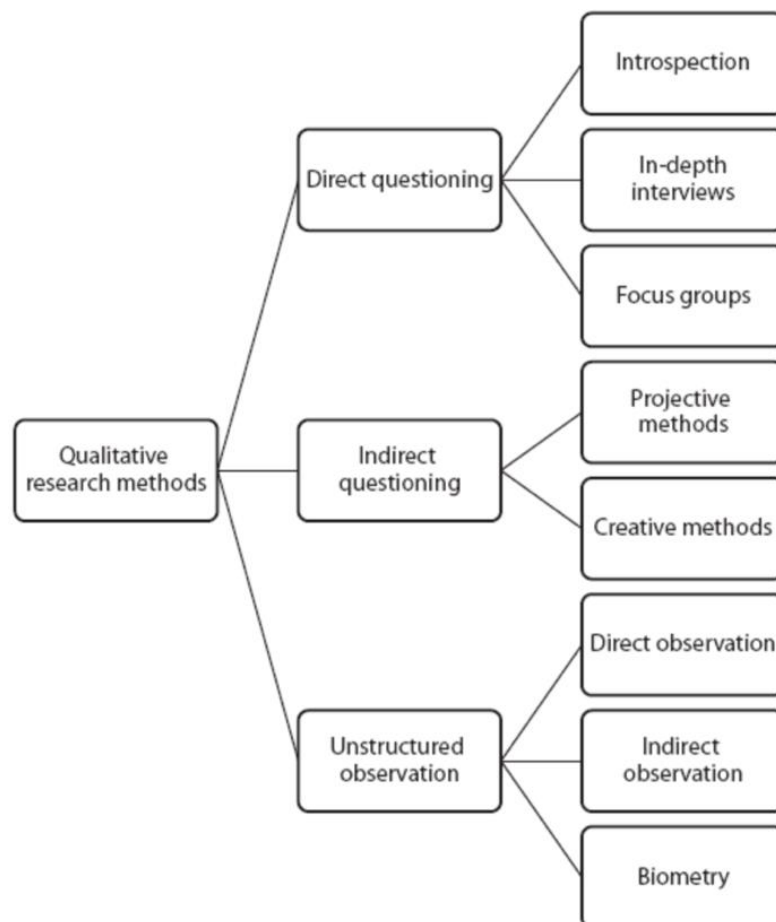 Introspection
Direct questioning
In-depth
interviews
Focus groups
Projective
methods
Qualitative
research methods
Indirect
questioning
Creative methods
Direct observation
Unstructured
observation
Indirect
observation
Biometry